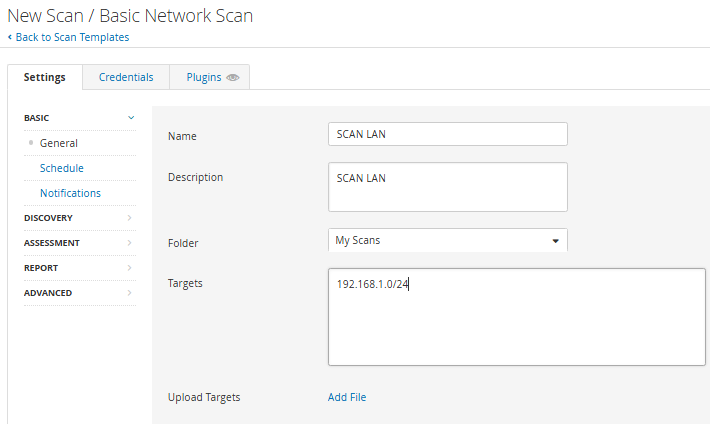 New Scan / Basic Network Scan
‹ Back to Scan Templates
Settings Credentials Plugins
BASIC
General
Schedule
Notifications
DISCOVERY
ASSESSMENT
REPORT
ADVANCED
Name SCAN LAN
Description SCAN LAN
Folder My Scans
Targets 192.168.1.0/24
Upload Targets Add File